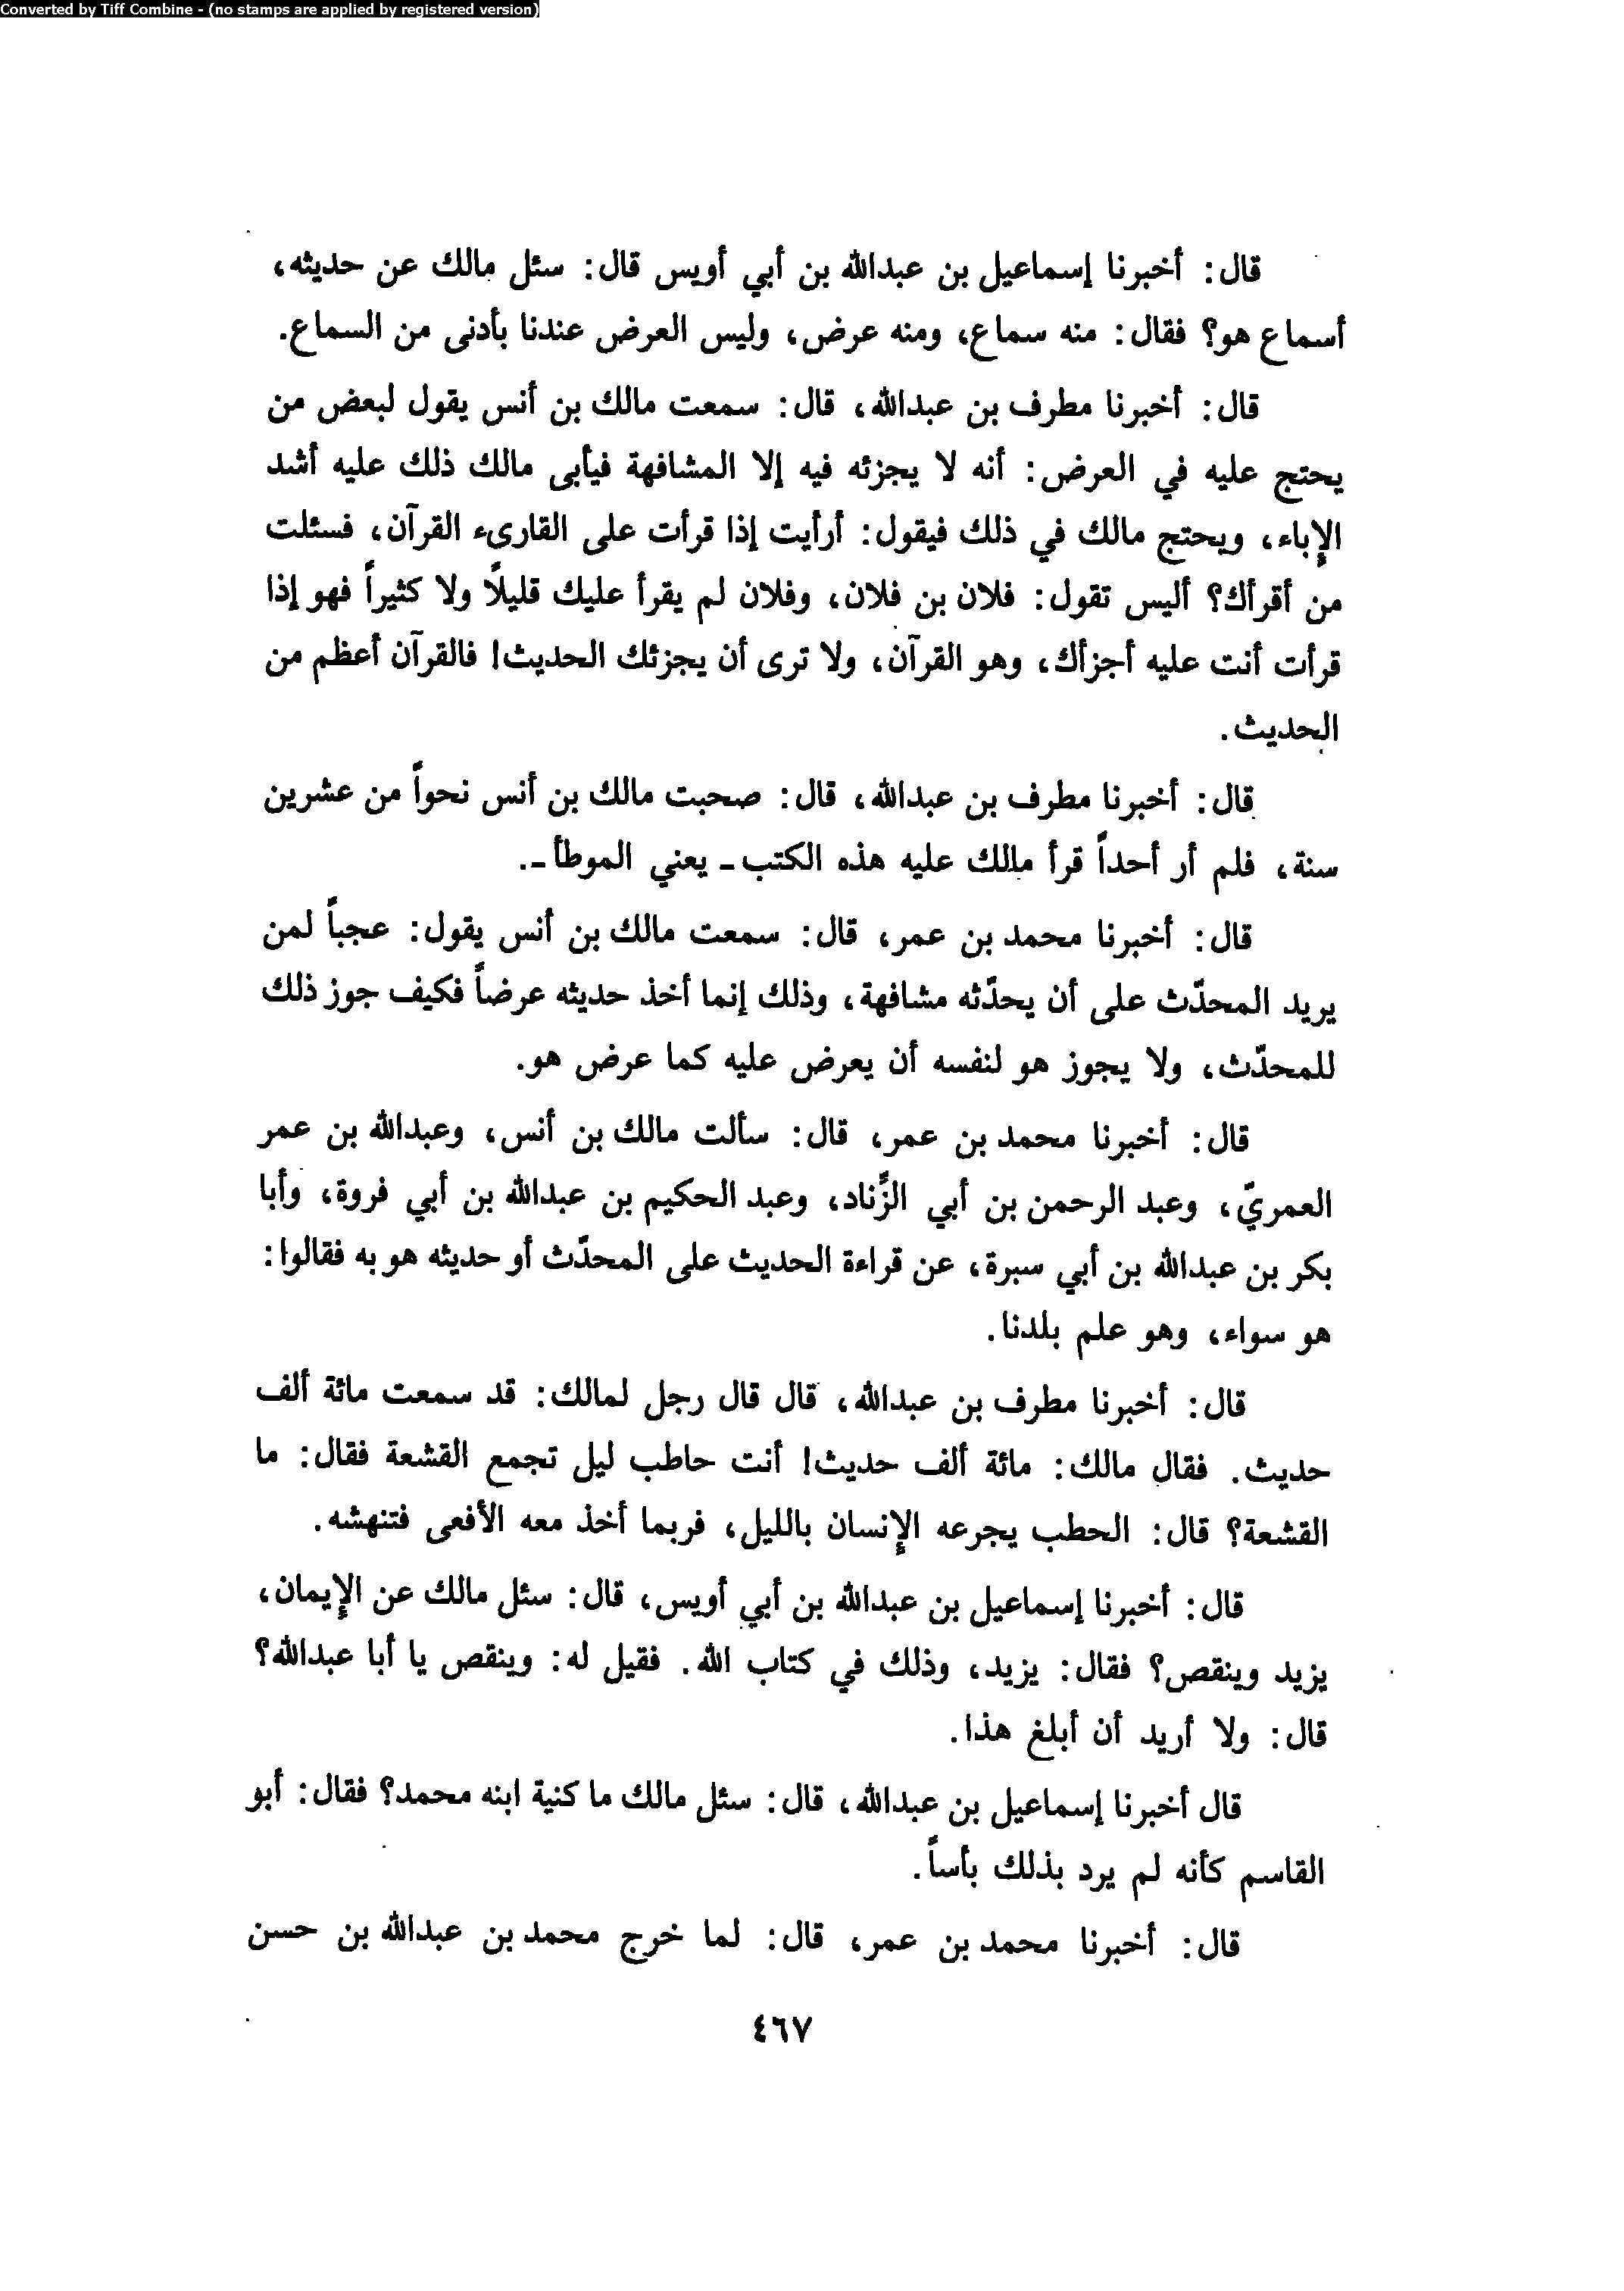 Converted by Tiff Combine - (no stamps are applied by registered version)
قال: أخبرنا إسماعيل بن عبدالله بن أبي أويس قال: سئل مالك عن حديثه،
أسماع هو؟ فقال: منه سماع، ومنه عرض، وليس العرض عندنا بأدنى من السماع.
قال: أخبرنا مطرف بن عبدالله، قال: سمعت مالك بن أنس يقول لبعض من
يحتج عليه في العرض: أنه لا يجزئه فيه إلا المشافهة فيأبى مالك ذلك عليه أشد
الإباء، ويحتج مالك في ذلك فيقول: أرأيت إذا قرأت على القارىء القرآن، فسئلت
من أقرأك؟ أليس تقول: فلان بن فلان، وفلان لم يقرأ عليك قليلاً ولا كثيراً فهو إذا
قرأت أنت عليه أجزأك، وهو القرآن، ولا ترى أن يجزئك الحديث! فالقرآن أعظم من
الحديث.
قال: أخبرنا مطرف بن عبدالله، قال: صحبت مالك بن أنس نحواً من عشرين
سنة، فلم أر أحداً قرأ مالك عليه هذه الكتب ـ يعني الموطأ ـ.
قال: أخبرنا محمد بن عمر، قال: سمعت مالك بن أنس يقول: عجباً لمن
يريد المحدّث على أن يحدّثه مشافهة، وذلك إنما أخذ حديثه عرضاً فكيف جوز ذلك
للمحدّث، ولا يجوز هو لنفسه أن يعرض عليه كما عرض هو.
قال: أخبرنا محمد بن عمر، قال: سألت مالك بن أنس، وعبدالله بن عمر
العمريّ، وعبد الرحمن بن أبي الزِّناد، وعبد الحكيم بن عبدالله بن أبي فروة، وأبا
بكر بن عبدالله بن أبي سبرة، عن قراءة الحديث على المحدّث أو حديثه هو به فقالوا:
هو سواء، وهو علم بلدنا.
قال: أخبرنا مطرف بن عبدالله، قال قال رجل لمالك: قد سمعت مائة ألف
حديث. فقال مالك: مائة ألف حديث! أنت حاطب ليل تجمع القشعة فقال: ما
القشعة؟ قال: الحطب يجرعه الإنسان بالليل، فربما أخذ معه الأفعى فتنهشه.
قال: أخبرنا إسماعيل بن عبدالله بن أبي أويس، قال: سئل مالك عن الإيمان،
يزيد وينقص؟ فقال: يزيد، وذلك في كتاب الله. فقيل له: وينقص يا أبا عبدالله؟
قال: ولا أريد أن أبلغ هذا.
قال أخبرنا إسماعيل بن عبدالله، قال: سئل مالك ما كنية ابنه محمد؟ فقال: أبو
القاسم كأنه لم يرد بذلك بأساً.
قال: أخبرنا محمد بن عمر، قال: لما خرج محمد بن عبدالله بن حسن
٤٦٧